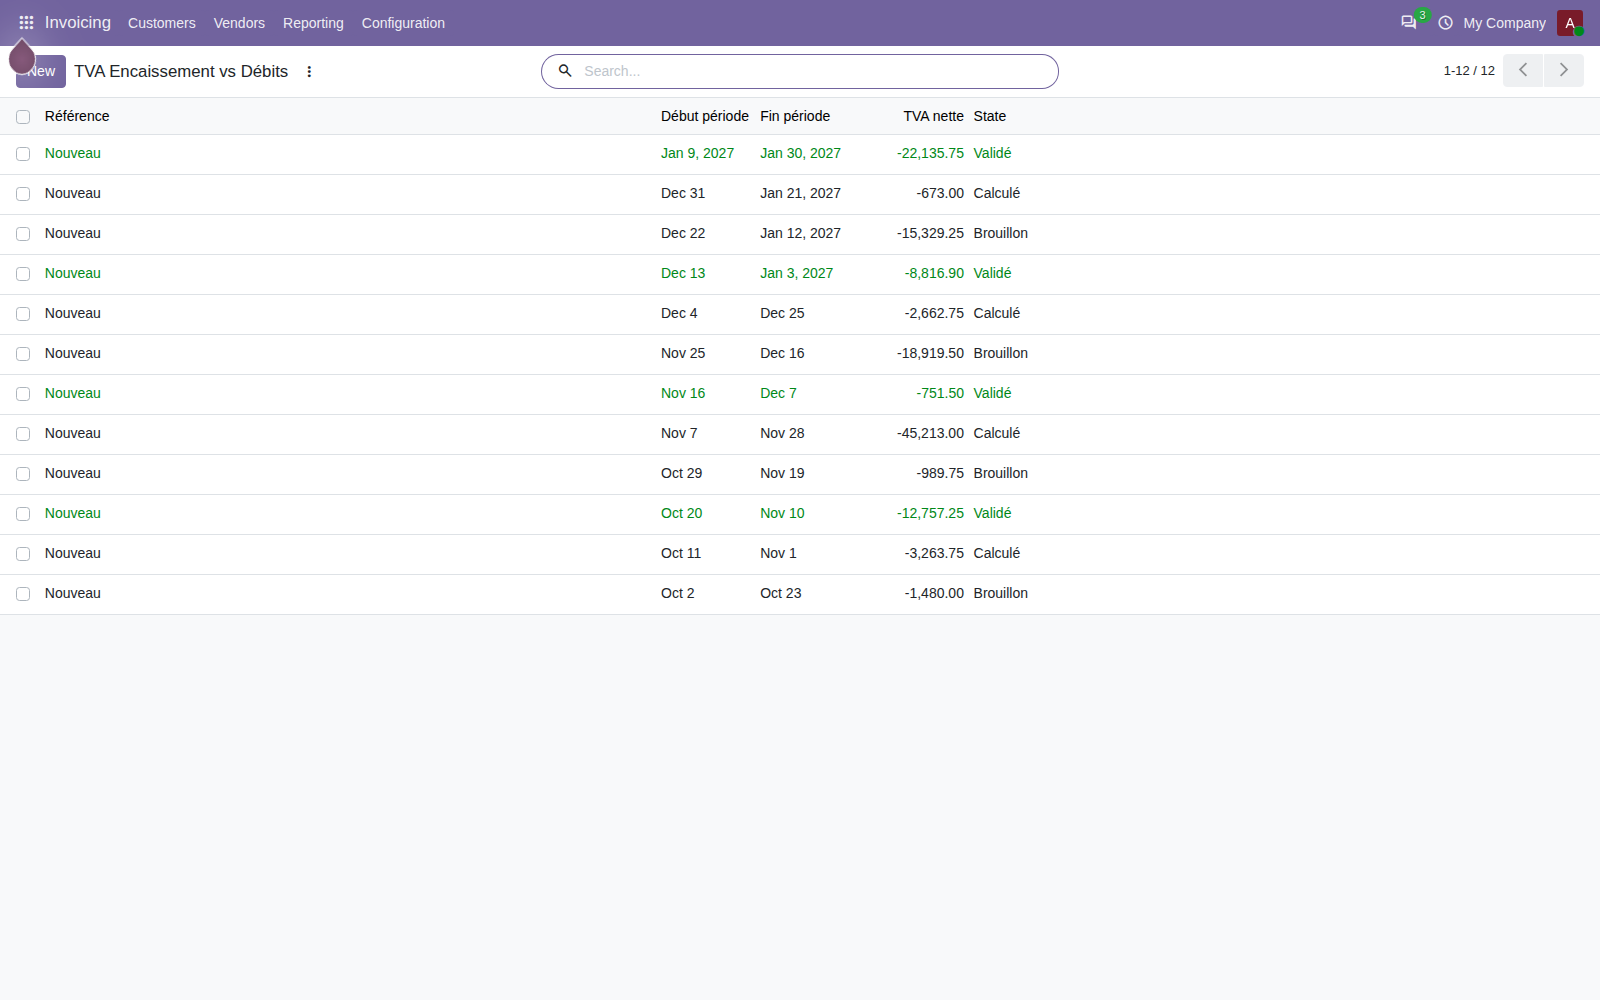 Invoicing Customers Vendors Reporting Configuration 3 My Company A
New TVA Encaissement vs Débits Search... 1-12 / 12
Référence Début période Fin période TVA nette State
Nouveau Jan 9, 2027 Jan 30, 2027 -22,135.75 Validé
Nouveau Dec 31 Jan 21, 2027 -673.00 Calculé
Nouveau Dec 22 Jan 12, 2027 -15,329.25 Brouillon
Nouveau Dec 13 Jan 3, 2027 -8,816.90 Validé
Nouveau Dec 4 Dec 25 -2,662.75 Calculé
Nouveau Nov 25 Dec 16 -18,919.50 Brouillon
Nouveau Nov 16 Dec 7 -751.50 Validé
Nouveau Nov 7 Nov 28 -45,213.00 Calculé
Nouveau Oct 29 Nov 19 -989.75 Brouillon
Nouveau Oct 20 Nov 10 -12,757.25 Validé
Nouveau Oct 11 Nov 1 -3,263.75 Calculé
Nouveau Oct 2 Oct 23 -1,480.00 Brouillon